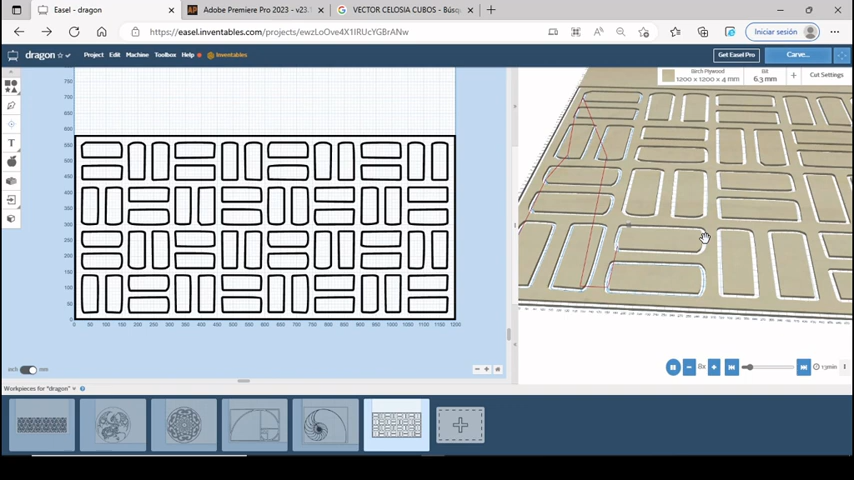 Easel - dragon
Adobe Premiere Pro 2023 - v23.1
VECTOR CELOSIA CUBOS - Búsq
https://easel.inventables.com/projects/ewzLoOve4X1IRUcYGBrANw
Iniciar sesión
dragon
Project Edit Machine Toolbox Help
Inventables
Get Easel Pro
Carve...
Birch Plywood
1200 x 1200 x 4 mm
Bit
6.3 mm
Cut Settings
750
700
650
600
550
500
450
400
350
300
250
200
150
100
50
0
0 50 100 150 200 250 300 350 400 450 500 550 600 650 700 750 800 850 900 950 1000 1050 1100 1150 1200
8x
13min
Workpieces for "dragon"